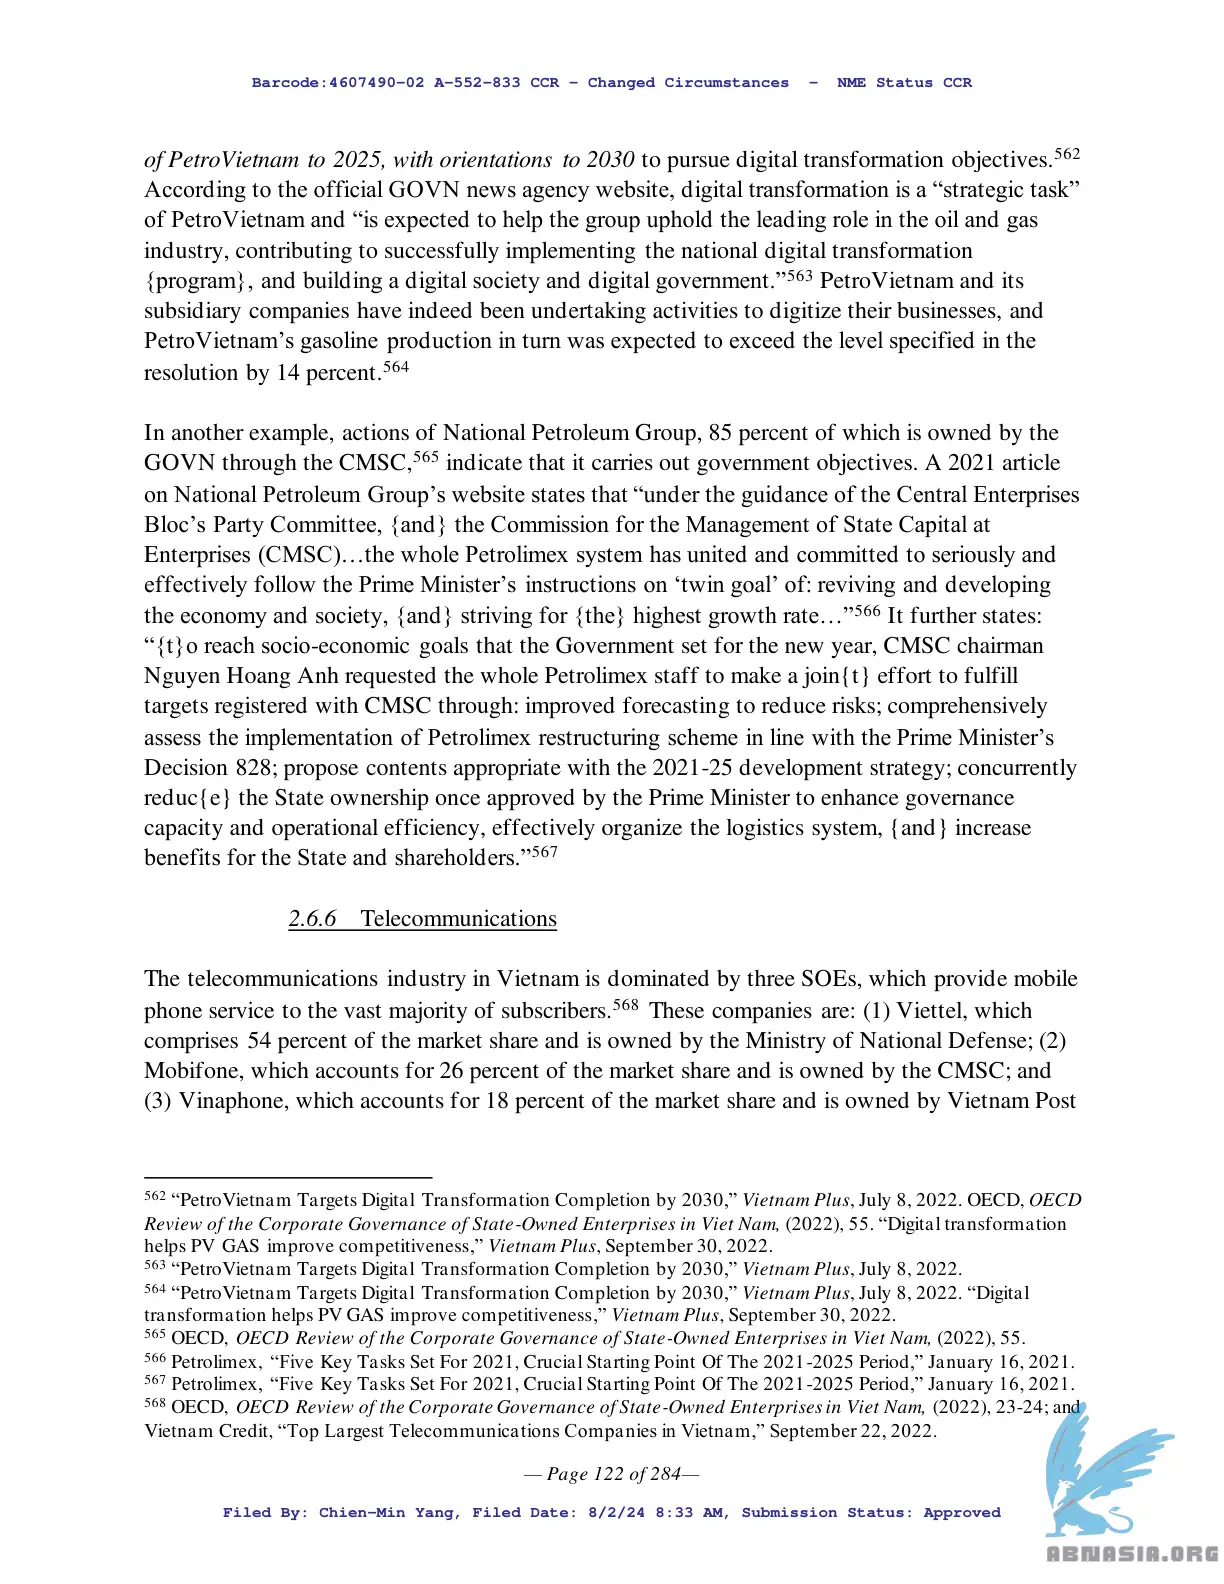 Barcode:4607490-02 A-552-833 CCR - Changed Circumstances - NME Status CCR
of PetroVietnam to 2025, with orientations to 2030 to pursue digital transformation objectives.562
According to the official GOVN news agency website, digital transformation is a “strategic task”
of PetroVietnam and “is expected to help the group uphold the leading role in the oil and gas
industry, contributing to successfully implementing the national digital transformation
{program}, and building a digital society and digital government.”563 PetroVietnam and its
subsidiary companies have indeed been undertaking activities to digitize their businesses, and
PetroVietnam’s gasoline production in turn was expected to exceed the level specified in the
resolution by 14 percent.564
In another example, actions of National Petroleum Group, 85 percent of which is owned by the
GOVN through the CMSC,565 indicate that it carries out government objectives. A 2021 article
on National Petroleum Group’s website states that “under the guidance of the Central Enterprises
Bloc’s Party Committee, {and} the Commission for the Management of State Capital at
Enterprises (CMSC)…the whole Petrolimex system has united and committed to seriously and
effectively follow the Prime Minister’s instructions on ‘twin goal’ of: reviving and developing
the economy and society, {and} striving for {the} highest growth rate…”566 It further states:
“{t}o reach socio-economic goals that the Government set for the new year, CMSC chairman
Nguyen Hoang Anh requested the whole Petrolimex staff to make a join{t} effort to fulfill
targets registered with CMSC through: improved forecasting to reduce risks; comprehensively
assess the implementation of Petrolimex restructuring scheme in line with the Prime Minister’s
Decision 828; propose contents appropriate with the 2021-25 development strategy; concurrently
reduc{e} the State ownership once approved by the Prime Minister to enhance governance
capacity and operational efficiency, effectively organize the logistics system, {and} increase
benefits for the State and shareholders.”567
2.6.6 Telecommunications
The telecommunications industry in Vietnam is dominated by three SOEs, which provide mobile
phone service to the vast majority of subscribers.568 These companies are: (1) Viettel, which
comprises 54 percent of the market share and is owned by the Ministry of National Defense; (2)
Mobifone, which accounts for 26 percent of the market share and is owned by the CMSC; and
(3) Vinaphone, which accounts for 18 percent of the market share and is owned by Vietnam Post
562 “PetroVietnam Targets Digital Transformation Completion by 2030,” Vietnam Plus, July 8, 2022. OECD, OECD
Review of the Corporate Governance of State-Owned Enterprises in Viet Nam, (2022), 55. “Digital transformation
helps PV GAS improve competitiveness,” Vietnam Plus, September 30, 2022.
563 “PetroVietnam Targets Digital Transformation Completion by 2030,” Vietnam Plus, July 8, 2022.
564 “PetroVietnam Targets Digital Transformation Completion by 2030,” Vietnam Plus, July 8, 2022. “Digital
transformation helps PV GAS improve competitiveness,” Vietnam Plus, September 30, 2022.
565 OECD, OECD Review of the Corporate Governance of State-Owned Enterprises in Viet Nam, (2022), 55.
566 Petrolimex, “Five Key Tasks Set For 2021, Crucial Starting Point Of The 2021-2025 Period,” January 16, 2021.
567 Petrolimex, “Five Key Tasks Set For 2021, Crucial Starting Point Of The 2021-2025 Period,” January 16, 2021.
568 OECD, OECD Review of the Corporate Governance of State-Owned Enterprises in Viet Nam, (2022), 23-24; and
Vietnam Credit, “Top Largest Telecommunications Companies in Vietnam,” September 22, 2022.
— Page 122 of 284—
Filed By: Chien-Min Yang, Filed Date: 8/2/24 8:33 AM, Submission Status: Approved
ABNASIA.ORG